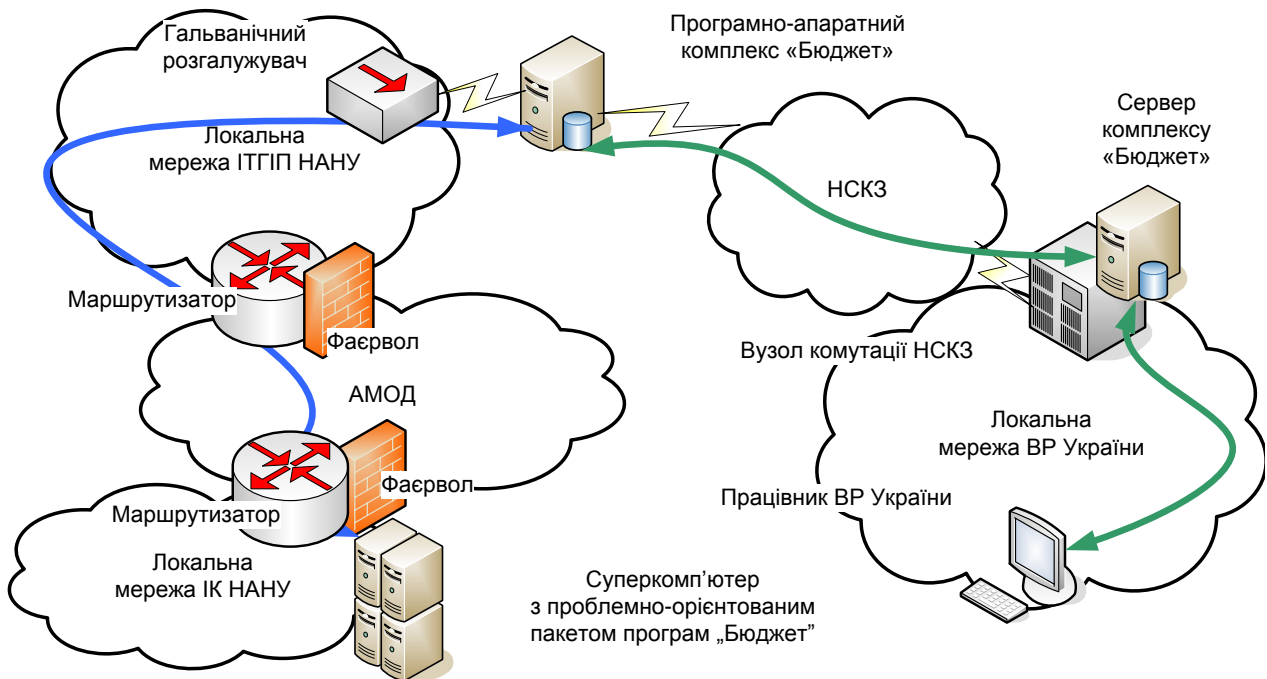 Гальванічний
розгалужувач
Програмно-апаратний
комплекс «Бюджет»
Сервер
комплексу
«Бюджет»
Локальна
мережа ІТГІП НАНУ
НСКЗ
Маршрутизатор
Фаєрвол
Вузол комутації НСКЗ
АМОД
Локальна
мережа ВР України
Фаєрвол
Працівник ВР України
Маршрутизатор
Локальна
мережа ІК НАНУ
Суперкомп’ютер
з проблемно-орієнтованим
пакетом програм „Бюджет”